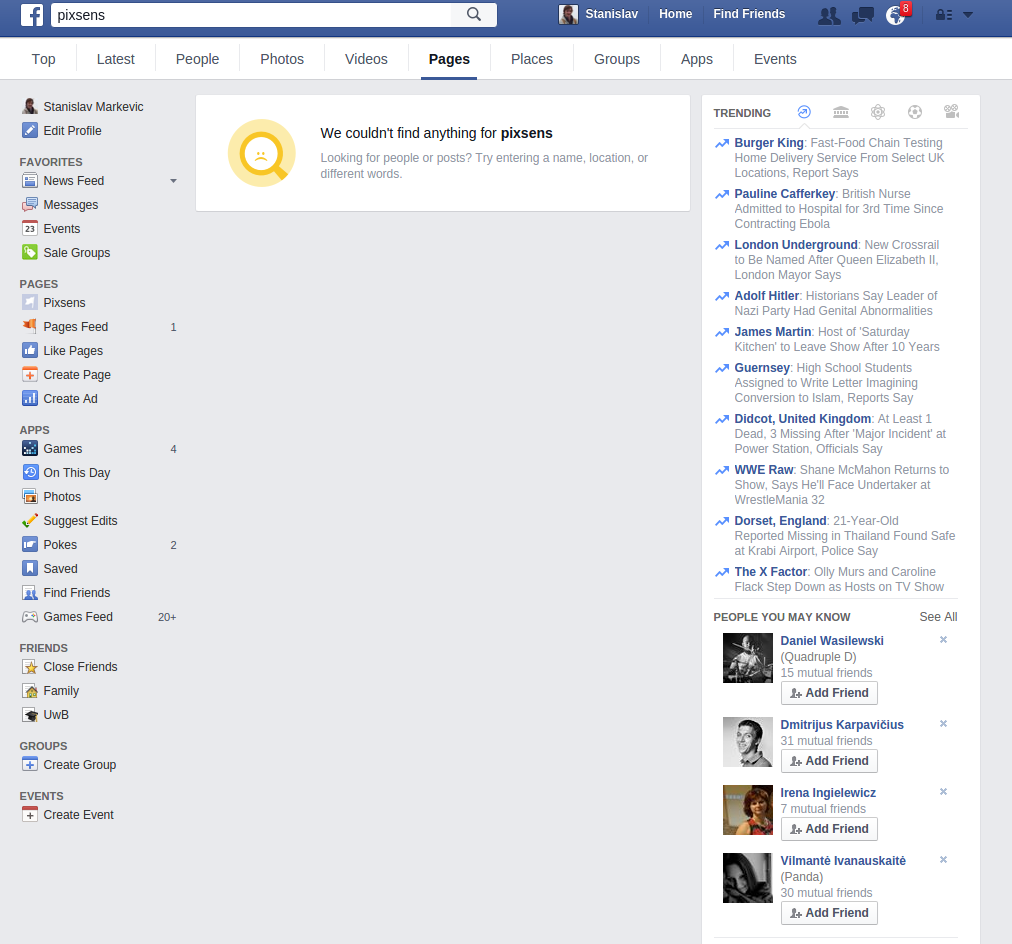 pixsens
Stanislav
Home
Find Friends
8
Top
Latest
People
Photos
Videos
Pages
Places
Groups
Apps
Events
Stanislav Markevic
Edit Profile
FAVORITES
News Feed
Messages
23
Events
Sale Groups
PAGES
Pixsens
Pages Feed 1
Like Pages
Create Page
Create Ad
APPS
Games 4
On This Day
Photos
Suggest Edits
Pokes 2
Saved
Find Friends
Games Feed 20+
FRIENDS
Close Friends
Family
UwB
GROUPS
Create Group
EVENTS
Create Event
We couldn't find anything for pixsens
Looking for people or posts? Try entering a name, location, or
different words.
TRENDING
Burger King: Fast-Food Chain Testing
Home Delivery Service From Select UK
Locations, Report Says
Pauline Cafferkey: British Nurse
Admitted to Hospital for 3rd Time Since
Contracting Ebola
London Underground: New Crossrail
to Be Named After Queen Elizabeth II,
London Mayor Says
Adolf Hitler: Historians Say Leader of
Nazi Party Had Genital Abnormalities
James Martin: Host of 'Saturday
Kitchen' to Leave Show After 10 Years
Guernsey: High School Students
Assigned to Write Letter Imagining
Conversion to Islam, Reports Say
Didcot, United Kingdom: At Least 1
Dead, 3 Missing After 'Major Incident' at
Power Station, Officials Say
WWE Raw: Shane McMahon Returns to
Show, Says He'll Face Undertaker at
WrestleMania 32
Dorset, England: 21-Year-Old
Reported Missing in Thailand Found Safe
at Krabi Airport, Police Say
The X Factor: Olly Murs and Caroline
Flack Step Down as Hosts on TV Show
PEOPLE YOU MAY KNOW See All
Daniel Wasilewski
(Quadruple D)
15 mutual friends
Add Friend
Dmitrijus Karpavičius
31 mutual friends
Add Friend
Irena Ingielewicz
7 mutual friends
Add Friend
Vilmantė Ivanauskaitė
(Panda)
30 mutual friends
Add Friend